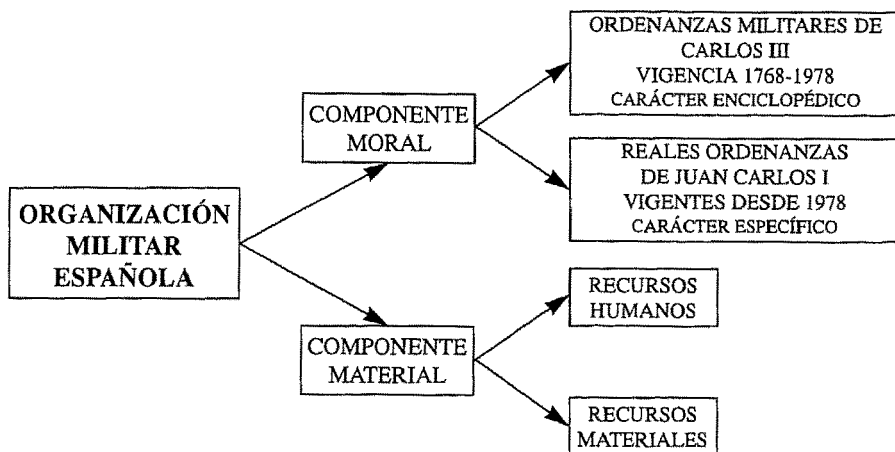 ORDENANZAS MILITARES DE
CARLOS III
VIGENCIA 1768-1978
CARÁCTER ENCICLOPÉDICO
COMPONENTE
MORAL
REALES ORDENANZAS
DE JUAN CARLOS I
VIGENTES DESDE 1978
CARÁCTER ESPECÍFICO
ORGANIZACIÓN
MILITAR
ESPAÑOLA
RECURSOS
HUMANOS
COMPONENTE
MATERIAL
RECURSOS
MATERIALES